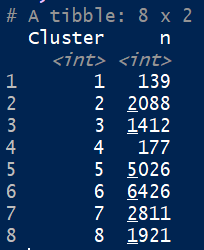 # A tibble: 8 x 2
Cluster n
<int> <int>
1 1 139
2 2 2088
3 3 1412
4 4 177
5 5 5026
6 6 6426
7 7 2811
8 8 1921